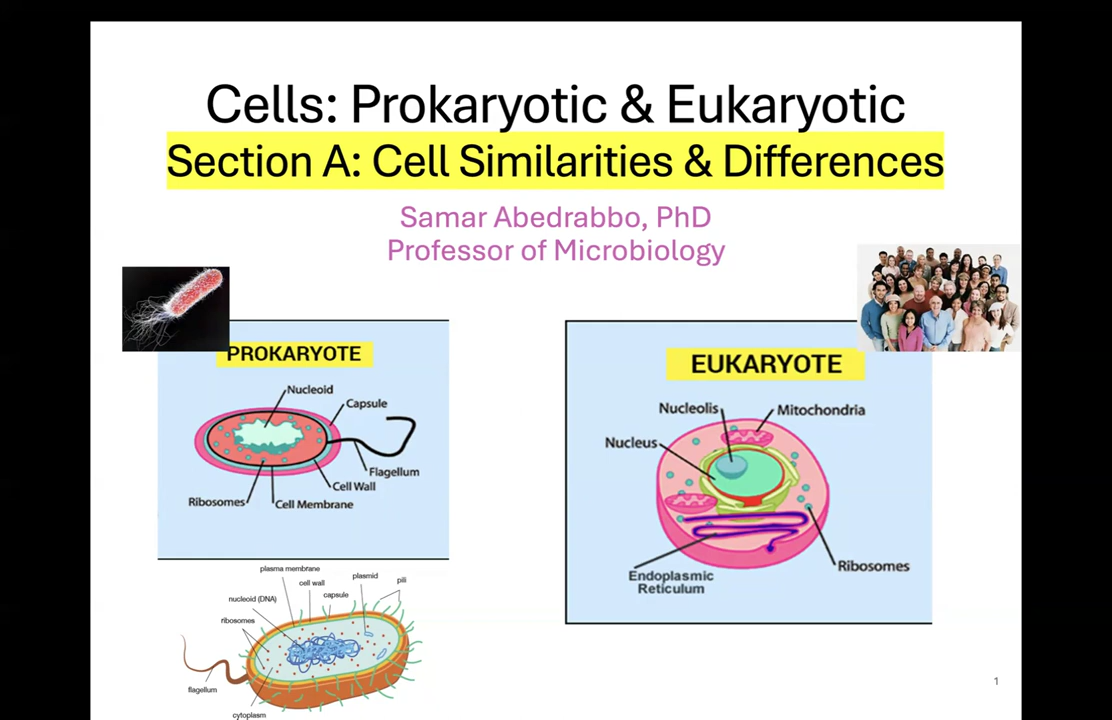 Cells: Prokaryotic & Eukaryotic
Section A: Cell Similarities & Differences
Samar Abedrabbo, PhD
Professor of Microbiology
PROKARYOTE
Nucleoid
Capsule
Flagellum
Cell Wall
Ribosomes
Cell Membrane
EUKARYOTE
Nucleolis
Mitochondria
Nucleus
Ribosomes
Endoplasmic
Reticulum
plasma membrane
cell wall
plasmid
pili
nucleoid (DNA)
capsule
ribosomes
flagellum
cytoplasm
1